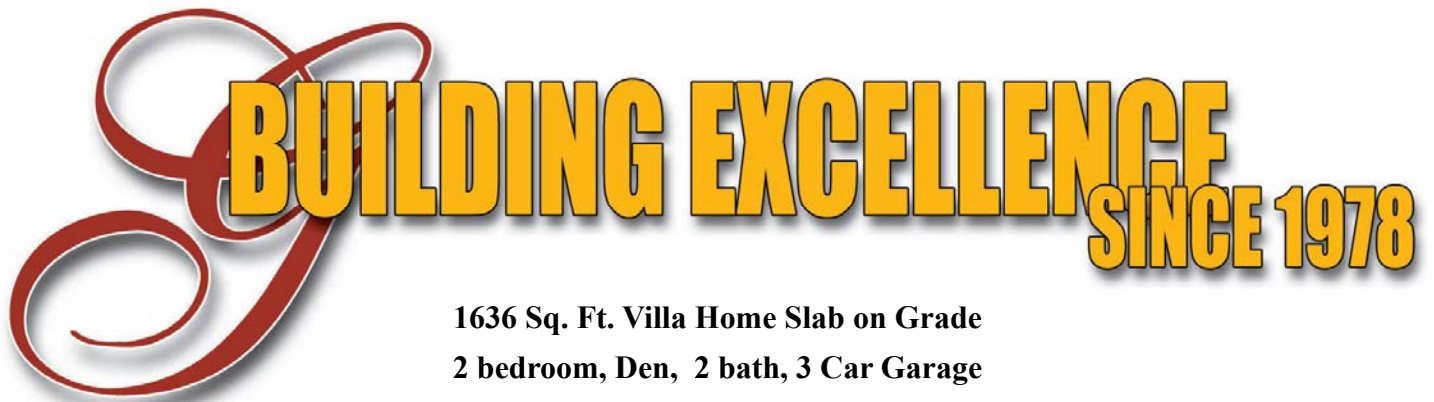 G
BUILDING EXCELLENCE
SINCE 1978
1636 Sq. Ft. Villa Home Slab on Grade
2 bedroom, Den, 2 bath, 3 Car Garage